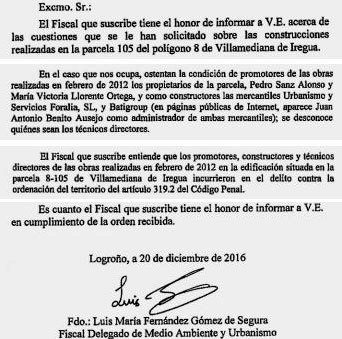 Excmo. Sr.:
El Fiscal que suscribe tiene el honor de informar a V.E. acerca de
las cuestiones que se le han solicitado sobre las construcciones
realizadas en la parcela 105 del polígono 8 de Villamediana de Iregua.
En el caso que nos ocupa, ostentan la condición de promotores de las obras
realizadas en febrero de 2012 los propietarios de la parcela, Pedro Sanz Alonso y
María Victoria Llorente Ortega, y como constructores las mercantiles Urbanismo y
Servicios Foralia, SL, y Batigroup (en páginas públicas de Internet, aparece Juan
Antonio Benito Ausejo como administrador de ambas mercantiles); se desconoce
quiénes sean los técnicos directores.
El Fiscal que suscribe entiende que los promotores, constructores y técnicos
directores de las obras realizadas en febrero de 2012 en la edificación situada en la
parcela 8-105 de Villamediana de Iregua incurrieron en el delito contra la
ordenación del territorio del artículo 319.2 del Código Penal.
Es cuanto el Fiscal que suscribe tiene el honor de informar a V.E.
en cumplimiento de la orden recibida.
Logroño, a 20 de diciembre de 2016
Luis
Fdo.: Luis María Fernández Gómez de Segura
Fiscal Delegado de Medio Ambiente y Urbanismo